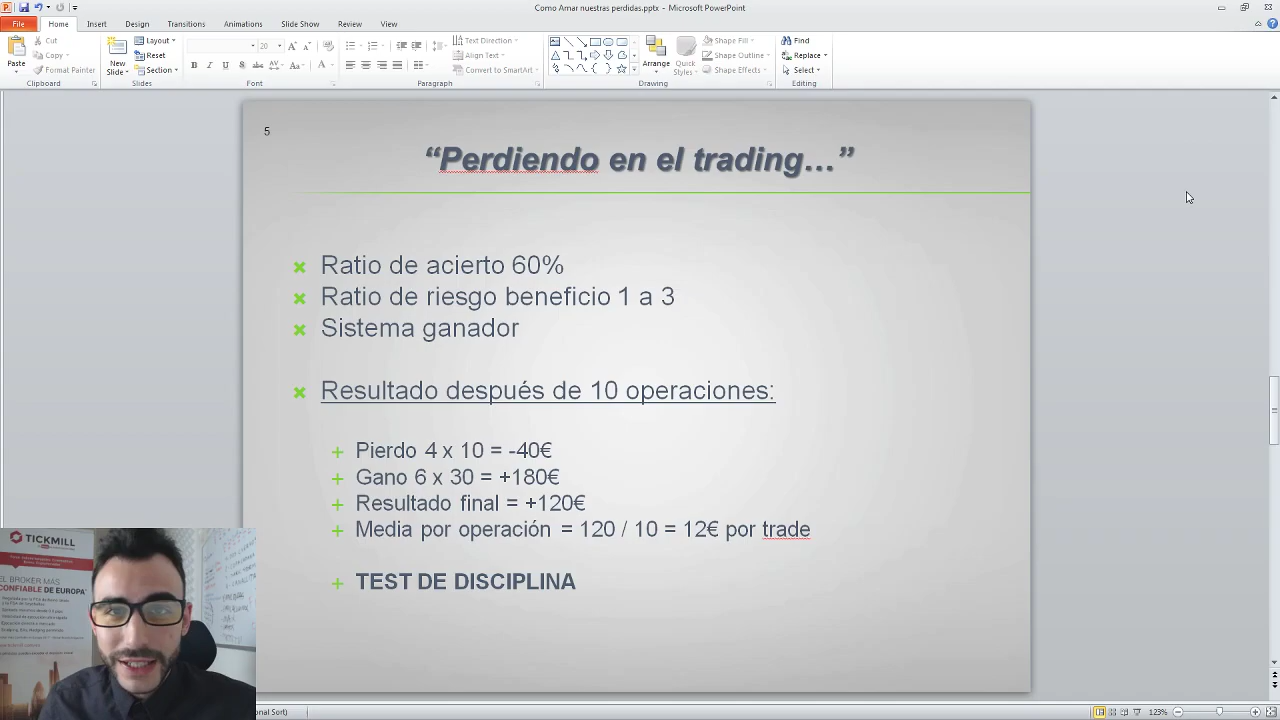 Como Amar nuestras perdidas.pptx - Microsoft PowerPoint
File Home Insert Design Transitions Animations Slide Show Review View
Paste
Cut
Copy
Format Painter
Clipboard
New
Slide
Layout
Reset
Section
Slides
20
Font
Text Direction
Align Text
Convert to SmartArt
Paragraph
Arrange
Quick
Styles
Shape Fill
Shape Outline
Shape Effects
Drawing
Find
Replace
Select
Editing
5
“Perdiendo en el trading…”
Ratio de acierto 60%
Ratio de riesgo beneficio 1 a 3
Sistema ganador
Resultado después de 10 operaciones:
Pierdo 4 x 10 = -40€
Gano 6 x 30 = +180€
Resultado final = +120€
Media por operación = 120 / 10 = 12€ por trade
TEST DE DISCIPLINA
TICKMILL
EL BROKER MÁS
CONFIABLE DE EUROPA
onal Sort)
123%